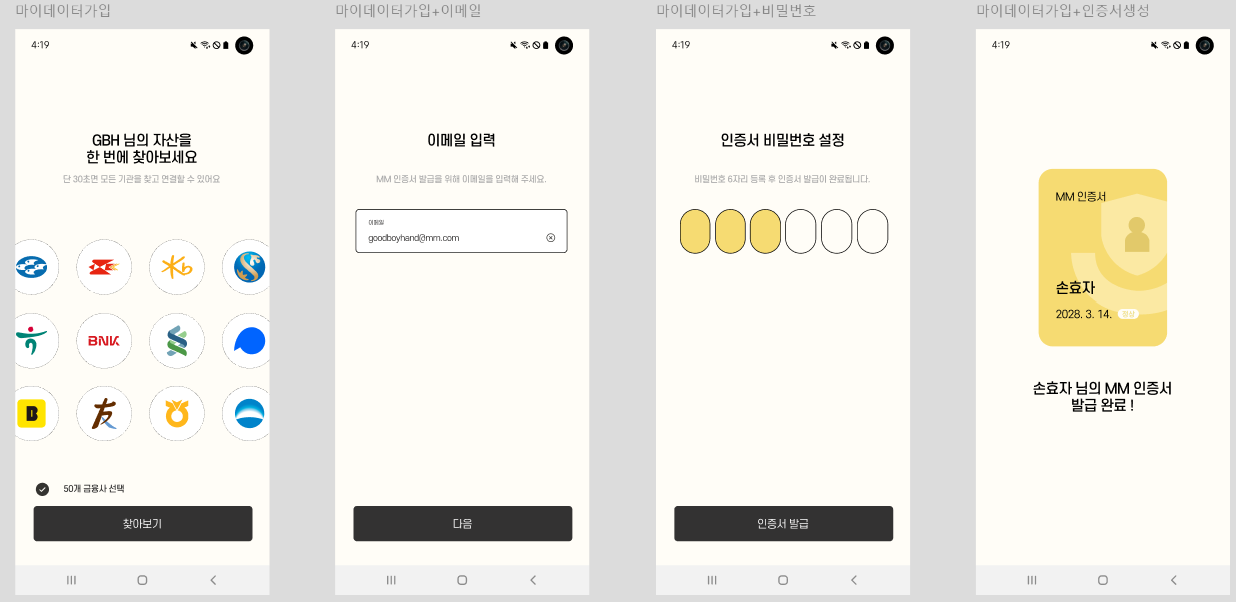 마이데이터가입
4:19
GBH 님의 자산을
한 번에 찾아보세요
단 30초면 모든 기관을 찾고 연결할 수 있어요
BNK
B
友
50개 금융사 선택
찾아보기
마이데이터가입+이메일
4:19
이메일 입력
MM 인증서 발급을 위해 이메일을 입력해 주세요.
이메일
goodboyhand@mm.com
다음
마이데이터가입+비밀번호
4:19
인증서 비밀번호 설정
비밀번호 6자리 등록 후 인증서 발급이 완료됩니다.
인증서 발급
마이데이터가입+인증서생성
4:19
MM 인증서
손효자
2028. 3. 14.
손효자 님의 MM 인증서
발급 완료 !